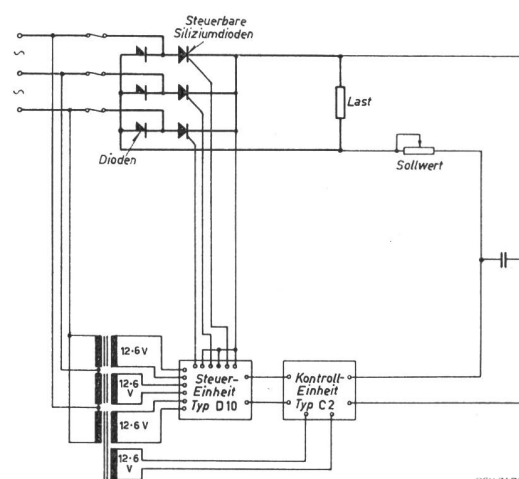 Steuerbare
Siliziumdioden
Last
Dioden
Sollwert
12·6 V
12·6
V
12·6 V
12·6
V
Steuer-
Einheit
Typ D10
Kontroll-
Einheit
Typ C2